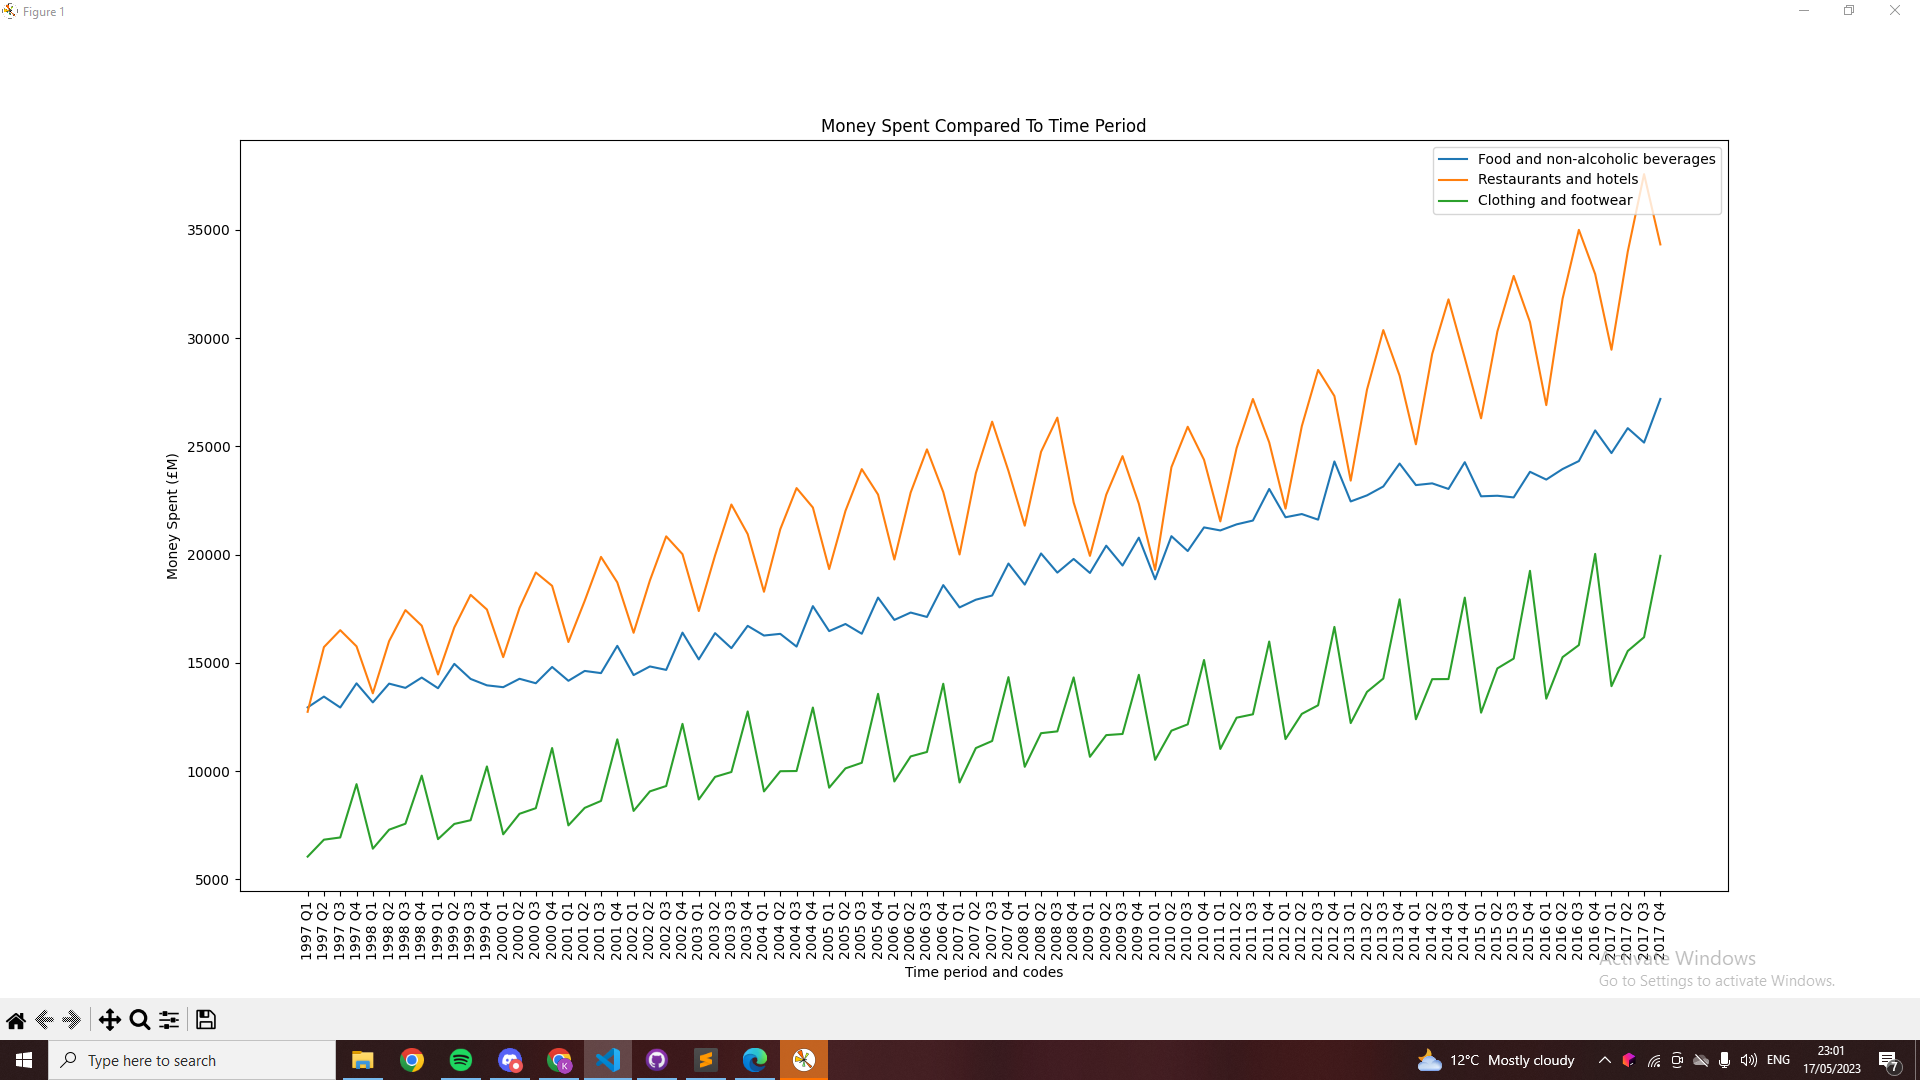 Figure 1
Money Spent Compared To Time Period
Food and non-alcoholic beverages
Restaurants and hotels
Clothing and footwear
35000
30000
25000
20000
15000
10000
5000
Money Spent (£M)
1997 Q1
1997 Q2
1997 Q3
1997 Q4
1998 Q1
1998 Q2
1998 Q3
1998 Q4
1999 Q1
1999 Q2
1999 Q3
1999 Q4
2000 Q1
2000 Q2
2000 Q3
2000 Q4
2001 Q1
2001 Q2
2001 Q3
2001 Q4
2002 Q1
2002 Q2
2002 Q3
2002 Q4
2003 Q1
2003 Q2
2003 Q3
2003 Q4
2004 Q1
2004 Q2
2004 Q3
2004 Q4
2005 Q1
2005 Q2
2005 Q3
2005 Q4
2006 Q1
2006 Q2
2006 Q3
2006 Q4
2007 Q1
2007 Q2
2007 Q3
2007 Q4
2008 Q1
2008 Q2
2008 Q3
2008 Q4
2009 Q1
2009 Q2
2009 Q3
2009 Q4
2010 Q1
2010 Q2
2010 Q3
2010 Q4
2011 Q1
2011 Q2
2011 Q3
2011 Q4
2012 Q1
2012 Q2
2012 Q3
2012 Q4
2013 Q1
2013 Q2
2013 Q3
2013 Q4
2014 Q1
2014 Q2
2014 Q3
2014 Q4
2015 Q1
2015 Q2
2015 Q3
2015 Q4
2016 Q1
2016 Q2
2016 Q3
2016 Q4
2017 Q1
2017 Q2
2017 Q3
2017 Q4
Time period and codes
Activate Windows
Go to Settings to activate Windows.
Type here to search
K
12°C Mostly cloudy
ENG
23:01
17/05/2023
7